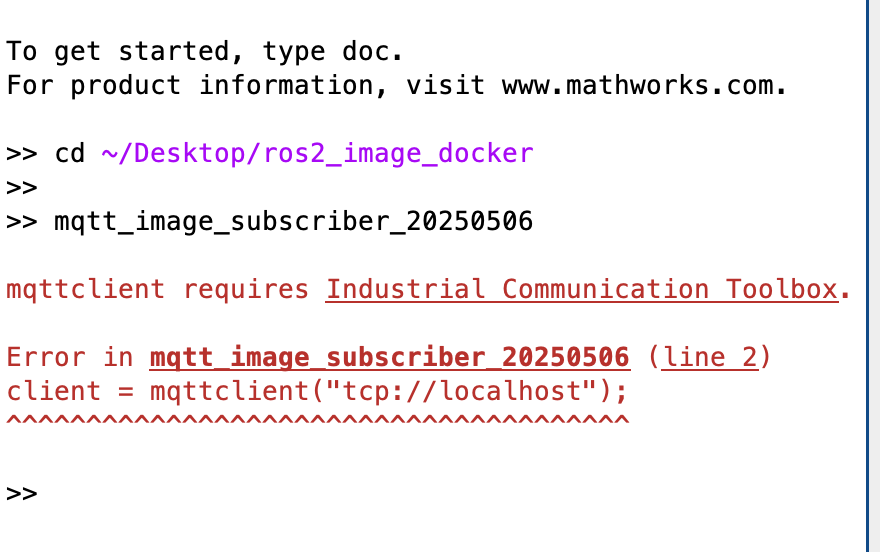 To get started, type doc.
For product information, visit www.mathworks.com.
>> cd ~/Desktop/ros2_image_docker
>>
>> mqtt_image_subscriber_20250506
mqttclient requires Industrial Communication Toolbox.
Error in mqtt_image_subscriber_20250506 (line 2)
client = mqttclient("tcp://localhost");
^^^^^^^^^^^^^^^^^^^^^^^^^^^^^^^^^^^^^^^
>>